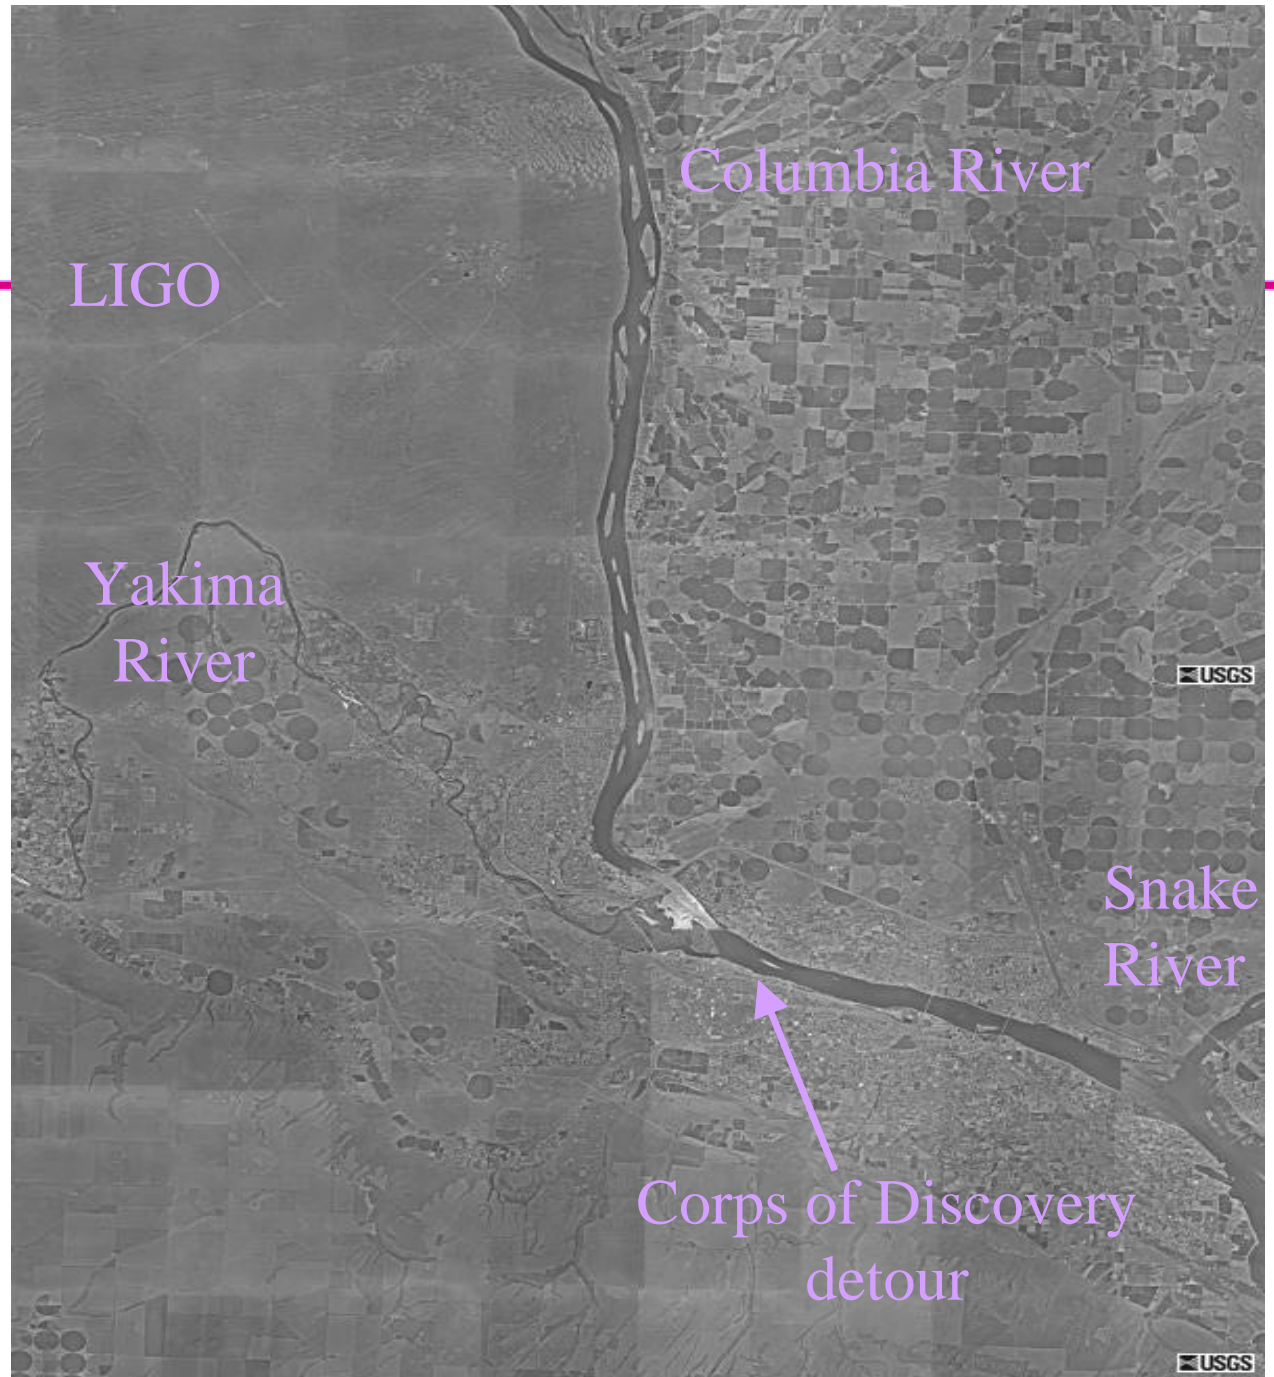 Columbia River
LIGO
Yakima
River
USGS
Snake
River
Corps of Discovery
detour
USGS